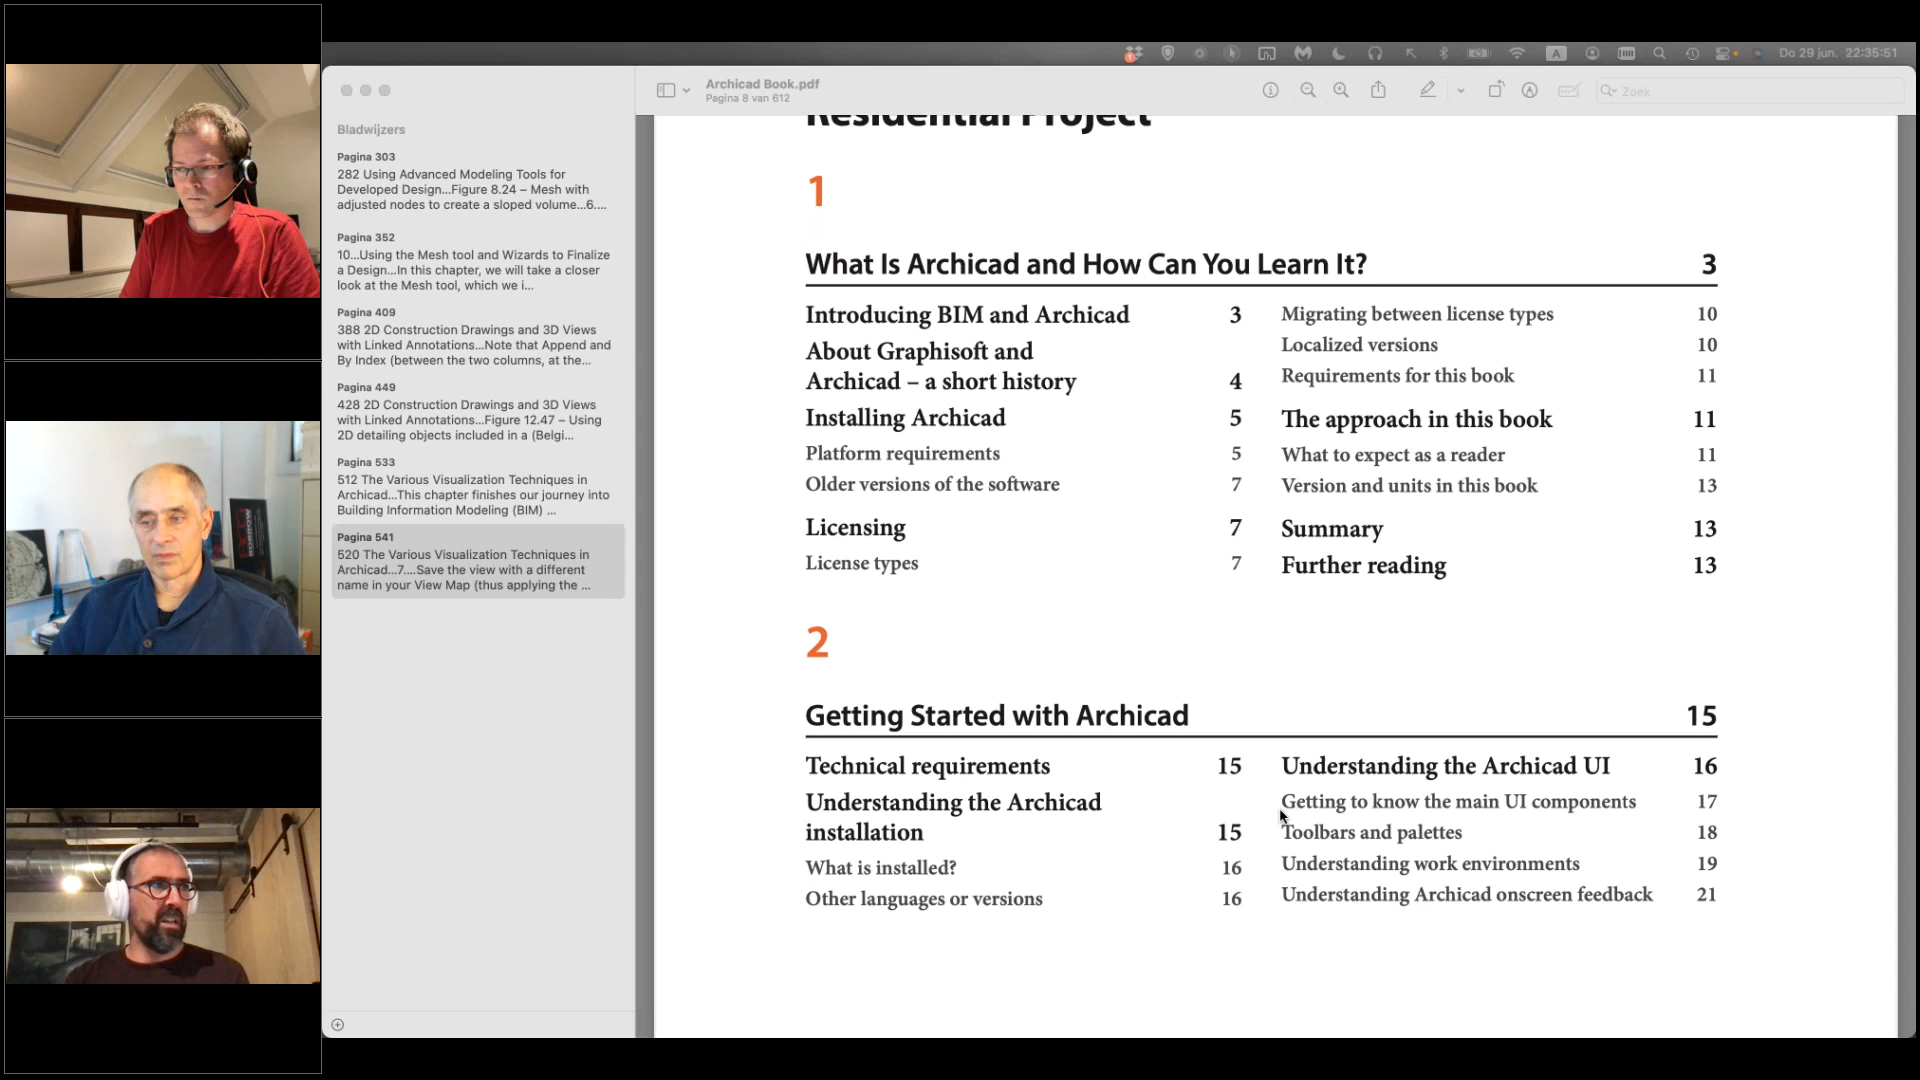 Do 29 jun. 22:35:51
Archicad Book.pdf
Pagina 8 van 612
Zoek
Bladwijzers
Pagina 303
282 Using Advanced Modeling Tools for
Developed Design...Figure 8.24 – Mesh with
adjusted nodes to create a sloped volume...6....
Pagina 352
10...Using the Mesh tool and Wizards to Finalize
a Design...In this chapter, we will take a closer
look at the Mesh tool, which we i...
Pagina 409
388 2D Construction Drawings and 3D Views
with Linked Annotations...Note that Append and
By Index (between the two columns, at the...
Pagina 449
428 2D Construction Drawings and 3D Views
with Linked Annotations...Figure 12.47 – Using
2D detailing objects included in a (Belgi...
Pagina 533
512 The Various Visualization Techniques in
Archicad...This chapter finishes our journey into
Building Information Modeling (BIM) ...
Pagina 541
520 The Various Visualization Techniques in
Archicad...7....Save the view with a different
name in your View Map (thus applying the ...
Residential Project
1
What Is Archicad and How Can You Learn It? 3
Introducing BIM and Archicad 3
About Graphisoft and
Archicad – a short history 4
Installing Archicad 5
Platform requirements 5
Older versions of the software 7
Licensing 7
License types 7
Migrating between license types 10
Localized versions 10
Requirements for this book 11
The approach in this book 11
What to expect as a reader 11
Version and units in this book 13
Summary 13
Further reading 13
2
Getting Started with Archicad 15
Technical requirements 15
Understanding the Archicad
installation 15
What is installed? 16
Other languages or versions 16
Understanding the Archicad UI 16
Getting to know the main UI components 17
Toolbars and palettes 18
Understanding work environments 19
Understanding Archicad onscreen feedback 21